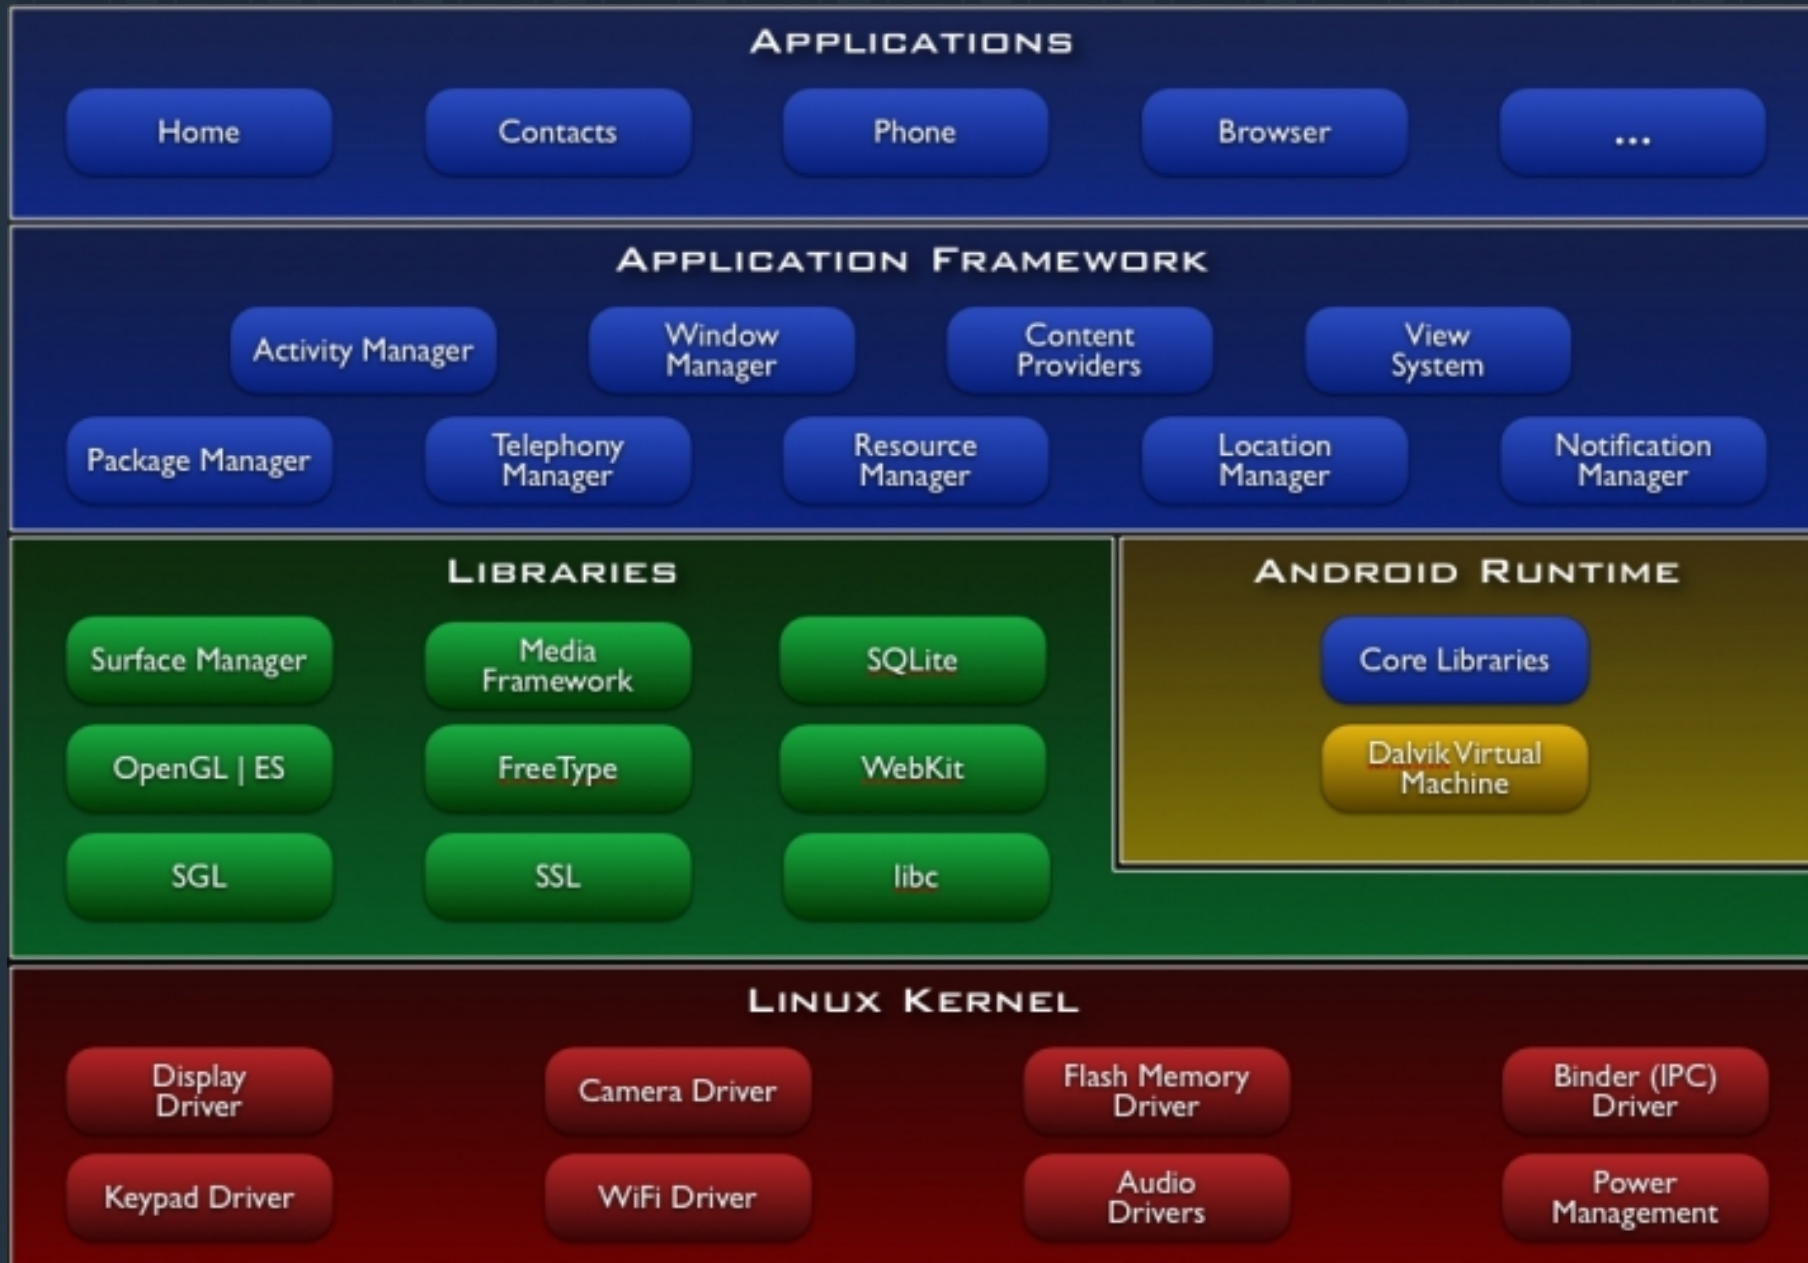 APPLICATIONS
Home
Contacts
Phone
Browser
...
APPLICATION FRAMEWORK
Activity Manager
Window
Manager
Content
Providers
View
System
Package Manager
Telephony
Manager
Resource
Manager
Location
Manager
Notification
Manager
LIBRARIES
Surface Manager
Media
Framework
SQLite
OpenGL | ES
FreeType
WebKit
SGL
SSL
libc
ANDROID RUNTIME
Core Libraries
Dalvik Virtual
Machine
LINUX KERNEL
Display
Driver
Camera Driver
Flash Memory
Driver
Binder (IPC)
Driver
Keypad Driver
WiFi Driver
Audio
Drivers
Power
Management